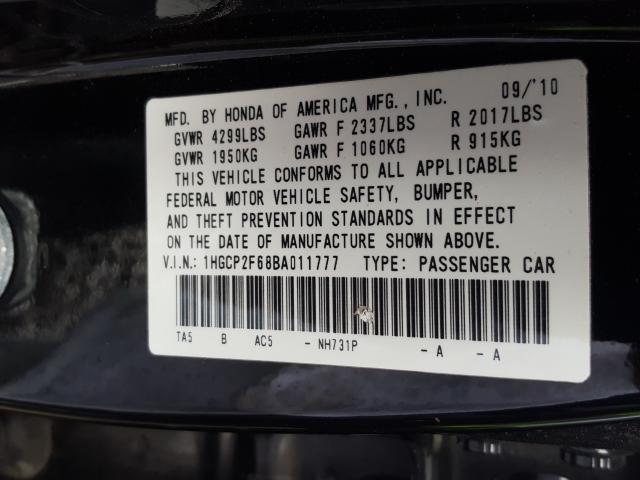 09/'10
MFD. BY HONDA OF AMERICA MFG., INC.
GVWR 4299LBS GAWR F 2337LBS R 2017LBS
GVWR 1950KG GAWR F 1060KG R 915KG
THIS VEHICLE CONFORMS TO ALL APPLICABLE
FEDERAL MOTOR VEHICLE SAFETY, BUMPER,
AND THEFT PREVENTION STANDARDS IN EFFECT
ON THE DATE OF MANUFACTURE SHOWN ABOVE.
V.I.N.: 1HGCP2F68BA011777 TYPE: PASSENGER CAR
TA5 B AC5 - NH731P - A - A